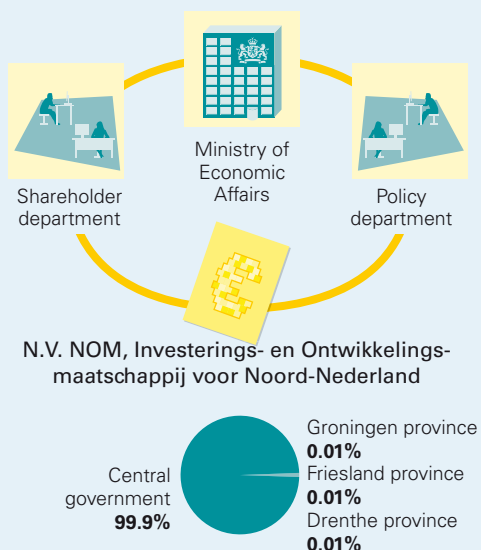 Ministry of
Economic
Affairs
Shareholder
department
Policy
department
€
N.V. NOM, Investerings- en Ontwikkelings-
maatschappij voor Noord-Nederland
Central
government
99.9%
Groningen province
0.01%
Friesland province
0.01%
Drenthe province
0.01%